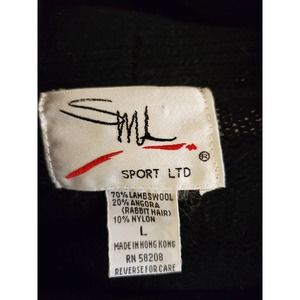 SML
®
SPORT LTD
70% LAMBSWOOL
20% ANGORA
(RABBIT HAIR)
10% NYLON
L
MADE IN HONG KONG
RN 58208
REVERSE FOR CARE